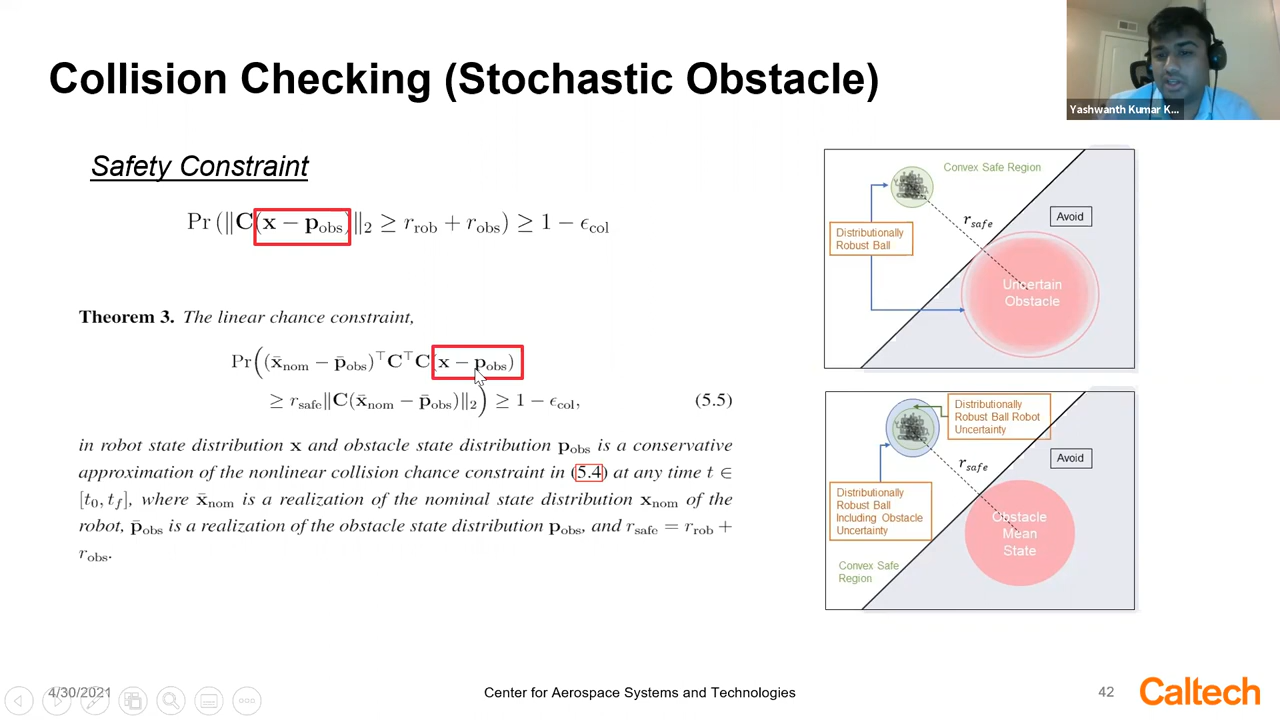 Collision Checking (Stochastic Obstacle)
Yashwanth Kumar K...
Safety Constraint
Pr (‖C(x − p_obs)‖₂ ≥ r_rob + r_obs) ≥ 1 − ϵ_col
Theorem 3. The linear chance constraint,
Pr((x̄_nom − p̄_obs)^⊤ C^⊤ C(x − p_obs)
≥ r_safe‖C(x̄_nom − p̄_obs)‖₂) ≥ 1 − ϵ_col, (5.5)
in robot state distribution x and obstacle state distribution p_obs is a conservative
approximation of the nonlinear collision chance constraint in (5.4) at any time t ∈
[t₀, t_f], where x̄_nom is a realization of the nominal state distribution x_nom of the
robot, p̄_obs is a realization of the obstacle state distribution p_obs, and r_safe = r_rob +
r_obs.
Convex Safe Region
r_safe
Avoid
Distributionally
Robust Ball
Uncertain
Obstacle
Distributionally
Robust Ball Robot
Uncertainty
r_safe
Avoid
Distributionally
Robust Ball
Including Obstacle
Uncertainty
Obstacle
Mean
State
Convex Safe
Region
4/30/2021
Center for Aerospace Systems and Technologies
42
Caltech